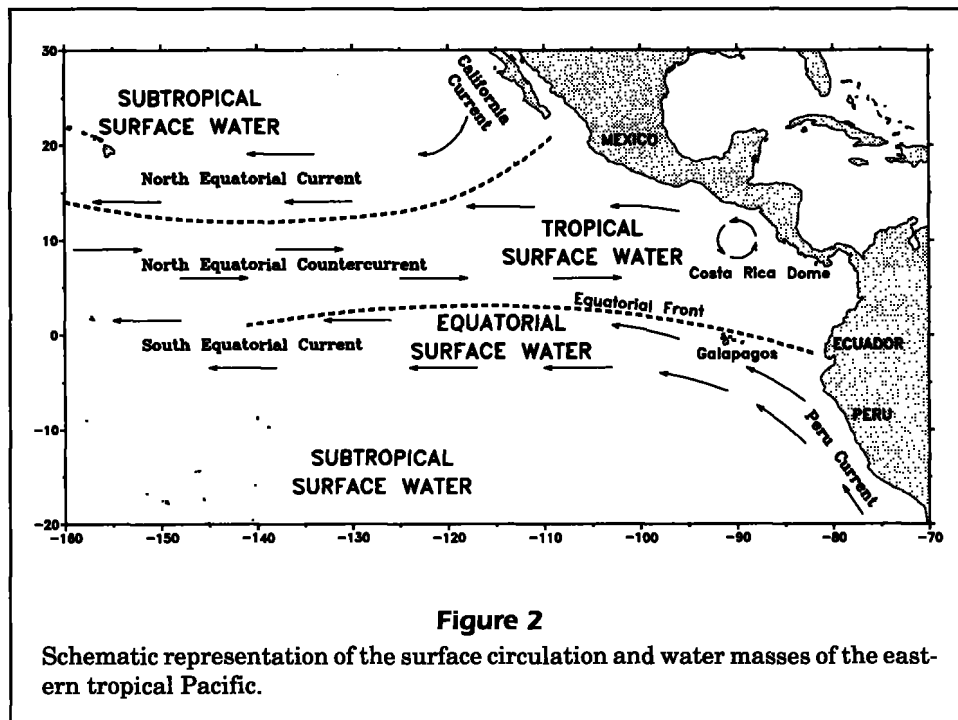 30
20
10
0
-10
-20
-160
-150
-140
-130
-120
-110
-100
-90
-80
-70
SUBTROPICAL
SURFACE WATER
California
Current
MEXICO
North Equatorial Current
TROPICAL
SURFACE WATER
North Equatorial Countercurrent
Costa Rica Dome
Equatorial Front
EQUATORIAL
SURFACE WATER
South Equatorial Current
Galapagos
ECUADOR
PERU
Peru Current
SUBTROPICAL
SURFACE WATER
Figure 2
Schematic representation of the surface circulation and water masses of the east-
ern tropical Pacific.